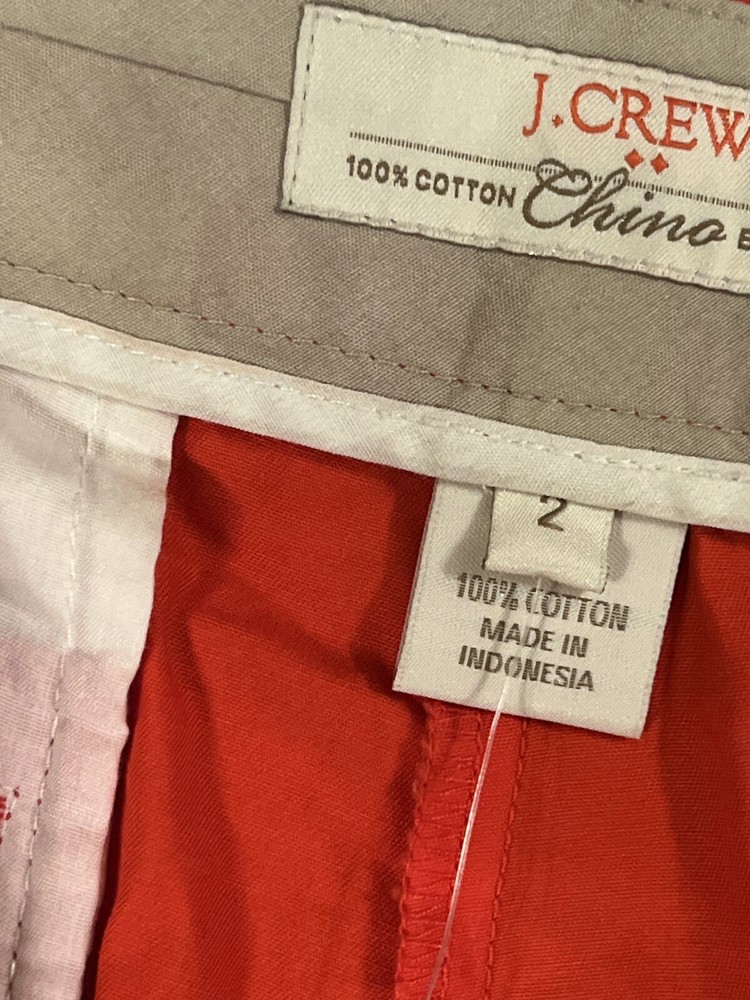 J.CREW
100% COTTON Chino
2
100% COTTON
MADE IN
INDONESIA